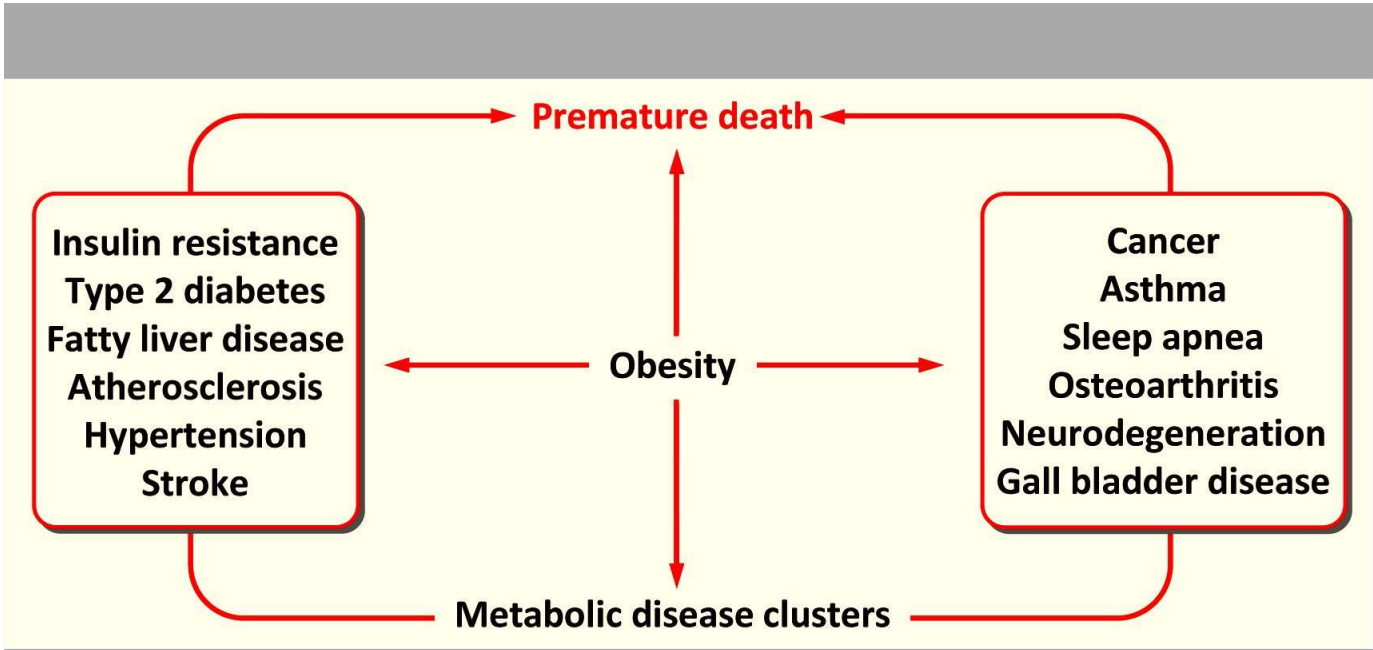 Premature death
Insulin resistance
Type 2 diabetes
Fatty liver disease
Atherosclerosis
Hypertension
Stroke
Obesity
Cancer
Asthma
Sleep apnea
Osteoarthritis
Neurodegeneration
Gall bladder disease
Metabolic disease clusters